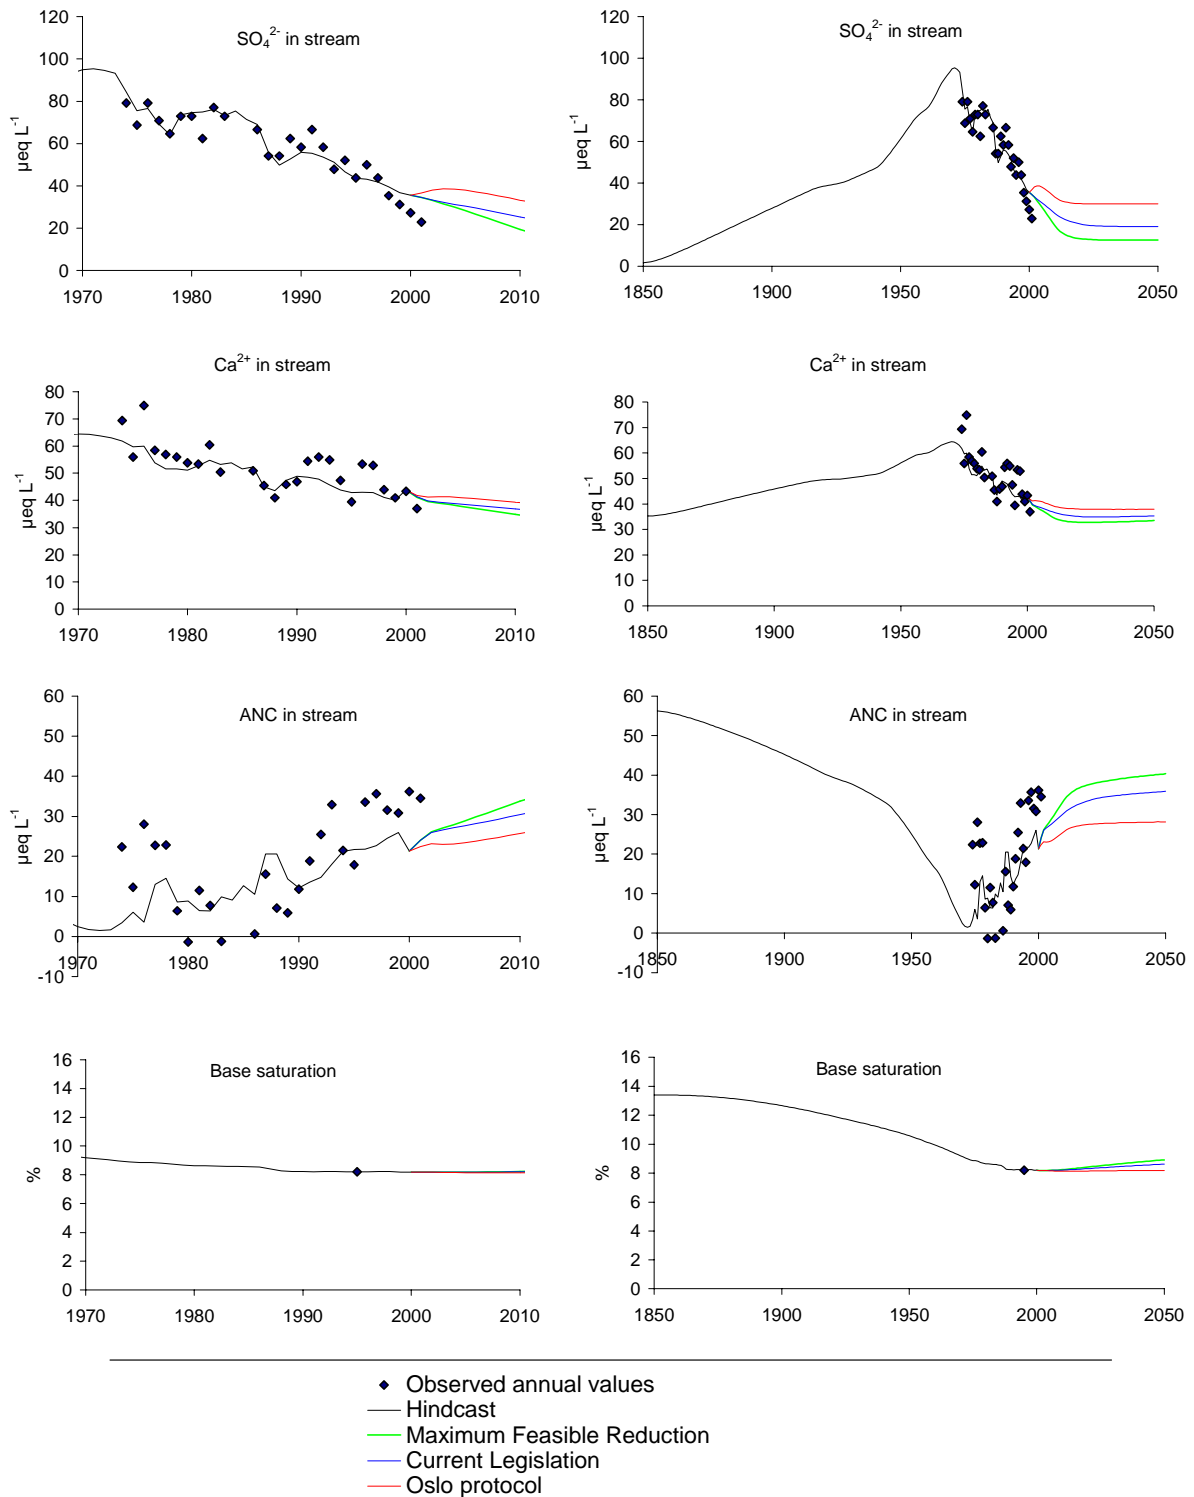 SO₄²⁻ in stream
120
100
80
60
40
20
0
µeq L⁻¹
1970 1980 1990 2000 2010
SO₄²⁻ in stream
120
100
80
60
40
20
0
µeq L⁻¹
1850 1900 1950 2000 2050
Ca²⁺ in stream
80
70
60
50
40
30
20
10
0
µeq L⁻¹
1970 1980 1990 2000 2010
Ca²⁺ in stream
80
70
60
50
40
30
20
10
0
µeq L⁻¹
1850 1900 1950 2000 2050
ANC in stream
60
50
40
30
20
10
0
-10
µeq L⁻¹
1970 1980 1990 2000 2010
ANC in stream
60
50
40
30
20
10
0
-10
µeq L⁻¹
1850 1900 1950 2000 2050
Base saturation
16
14
12
10
8
6
4
2
0
%
1970 1980 1990 2000 2010
Base saturation
16
14
12
10
8
6
4
2
0
%
1850 1900 1950 2000 2050
Observed annual values
Hindcast
Maximum Feasible Reduction
Current Legislation
Oslo protocol